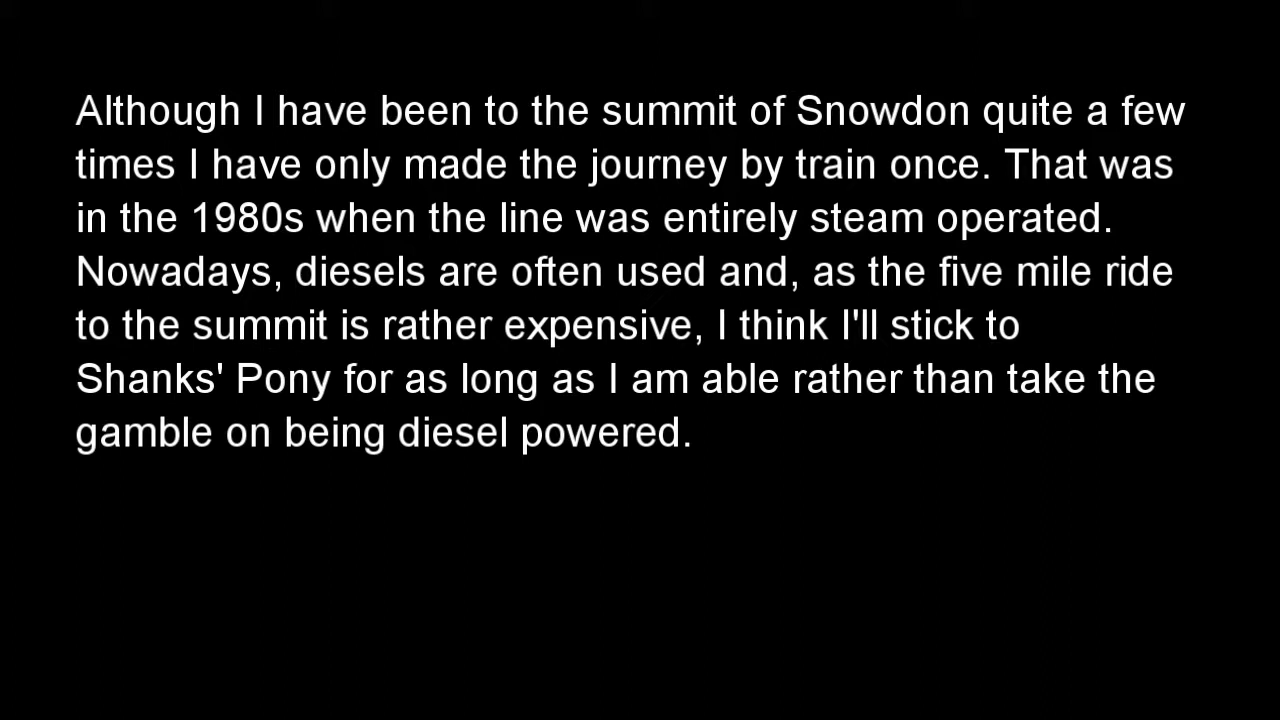 Although I have been to the summit of Snowdon quite a few
times I have only made the journey by train once. That was
in the 1980s when the line was entirely steam operated.
Nowadays, diesels are often used and, as the five mile ride
to the summit is rather expensive, I think I'll stick to
Shanks' Pony for as long as I am able rather than take the
gamble on being diesel powered.